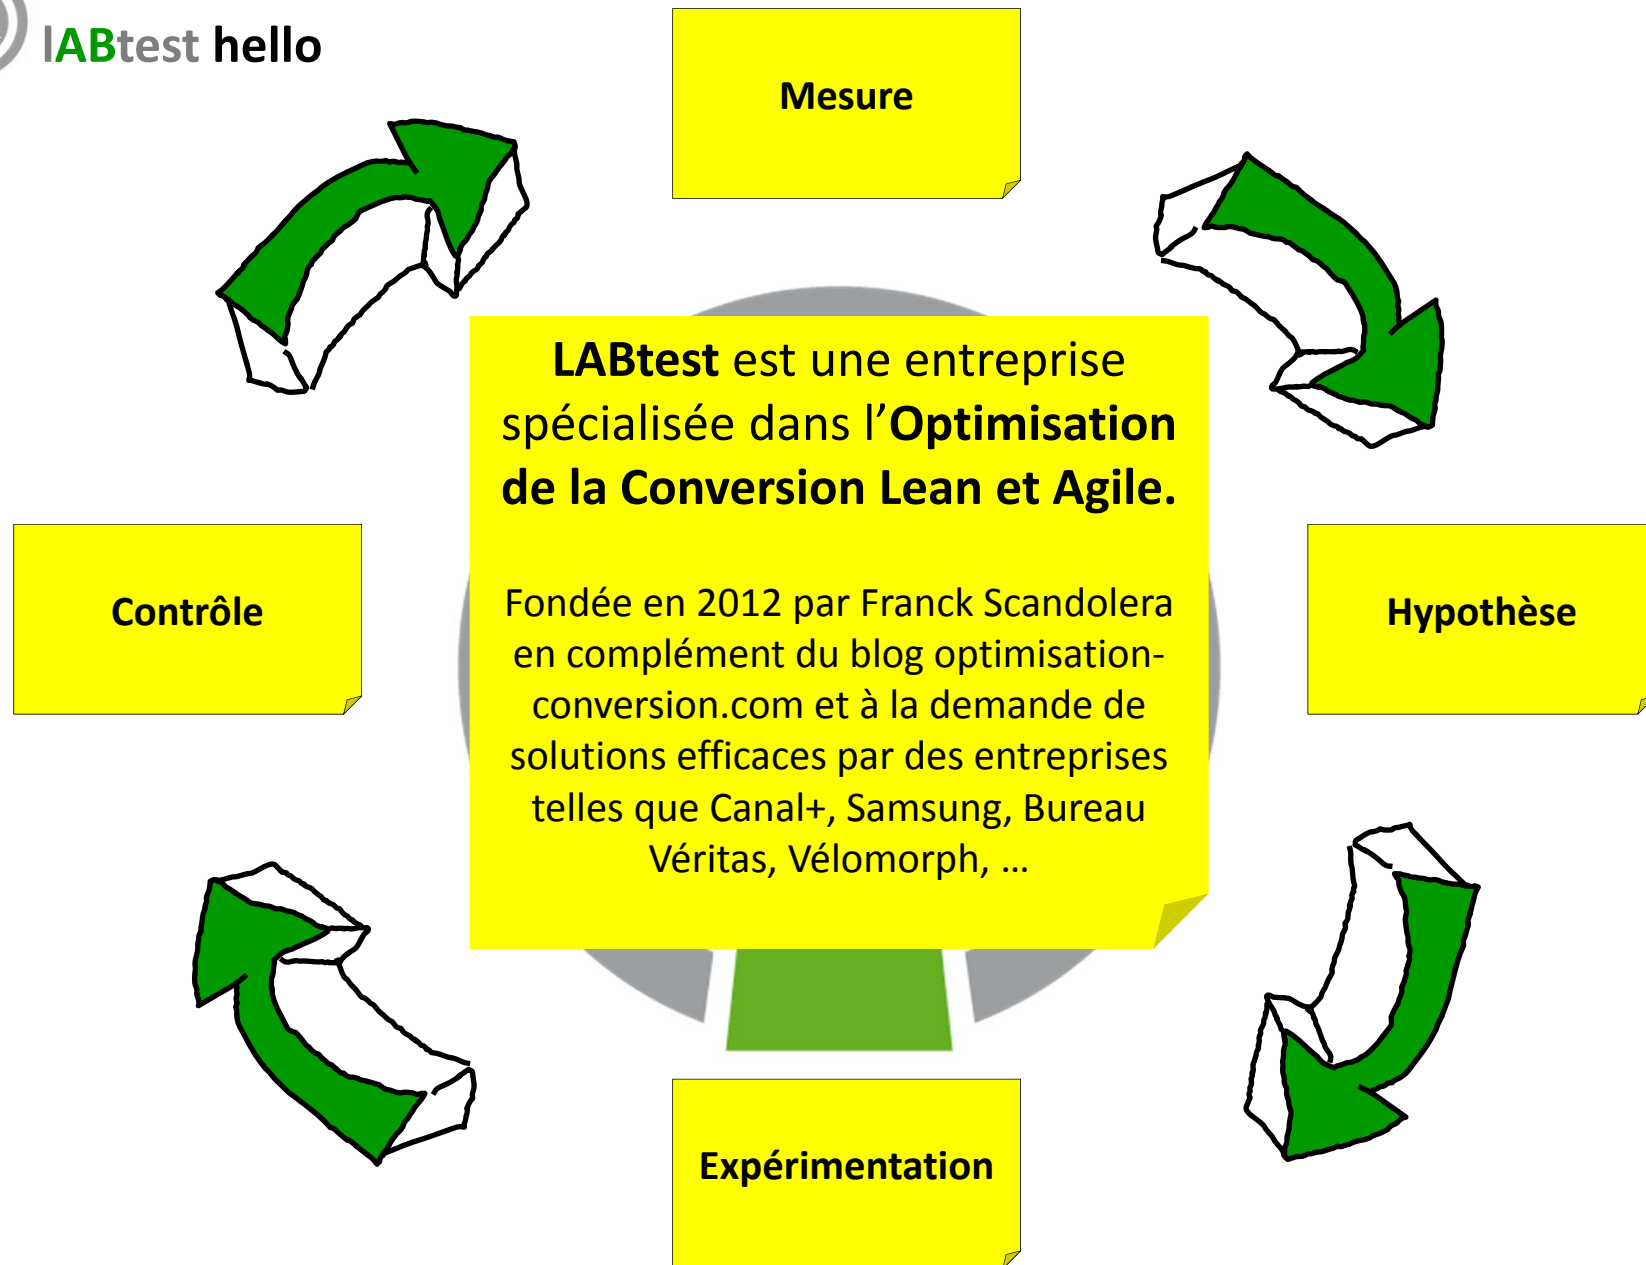 lABtest hello
Mesure
LABtest est une entreprise
spécialisée dans l’Optimisation
de la Conversion Lean et Agile.
Fondée en 2012 par Franck Scandolera
en complément du blog optimisation-
conversion.com et à la demande de
solutions efficaces par des entreprises
telles que Canal+, Samsung, Bureau
Véritas, Vélomorph, ...
Contrôle
Hypothèse
Expérimentation